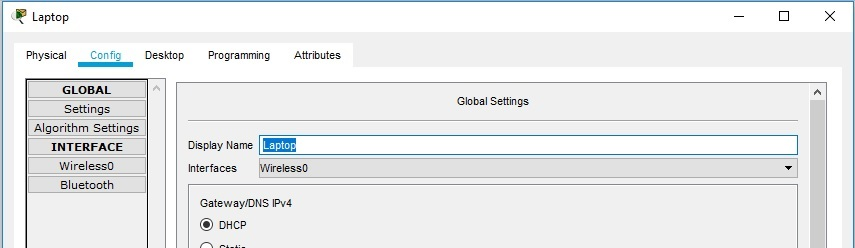 Laptop
Physical Config Desktop Programming Attributes
GLOBAL
Settings
Algorithm Settings
INTERFACE
Wireless0
Bluetooth
Global Settings
Display Name Laptop
Interfaces Wireless0
Gateway/DNS IPv4
DHCP
Static